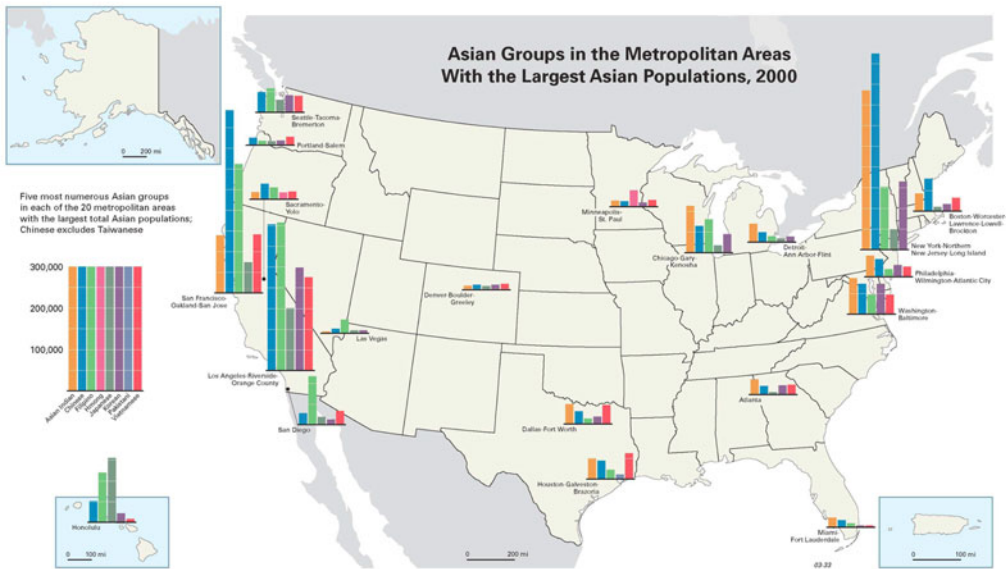 Asian Groups in the Metropolitan Areas
With the Largest Asian Populations, 2000
0 200 mi
Seattle-Tacoma-
Bremerton
Portland-Salem
Sacramento-
Yolo
Five most numerous Asian groups
in each of the 20 metropolitan areas
with the largest total Asian populations;
Chinese excludes Taiwanese
300,000
200,000
100,000
Asian Indian
Chinese
Filipino
Hmong
Japanese
Korean
Pakistani
Vietnamese
San Francisco-
Oakland-San Jose
Los Angeles-Riverside-
Orange County
San Diego
Las Vegas
Denver-Boulder-
Greeley
Minneapolis-
St. Paul
Chicago-Gary-
Kenosha
Detroit-
Ann Arbor-Flint
Boston-Worcester-
Lawrence-Lowell-
Brockton
New York-Northern
New Jersey-Long Island
Philadelphia-
Wilmington-Atlantic City
Washington-
Baltimore
Atlanta
Dallas-Fort Worth
Houston-Galveston-
Brazoria
Miami-
Fort Lauderdale
Honolulu
0 100 mi
0 200 mi
0 100 mi
03-33